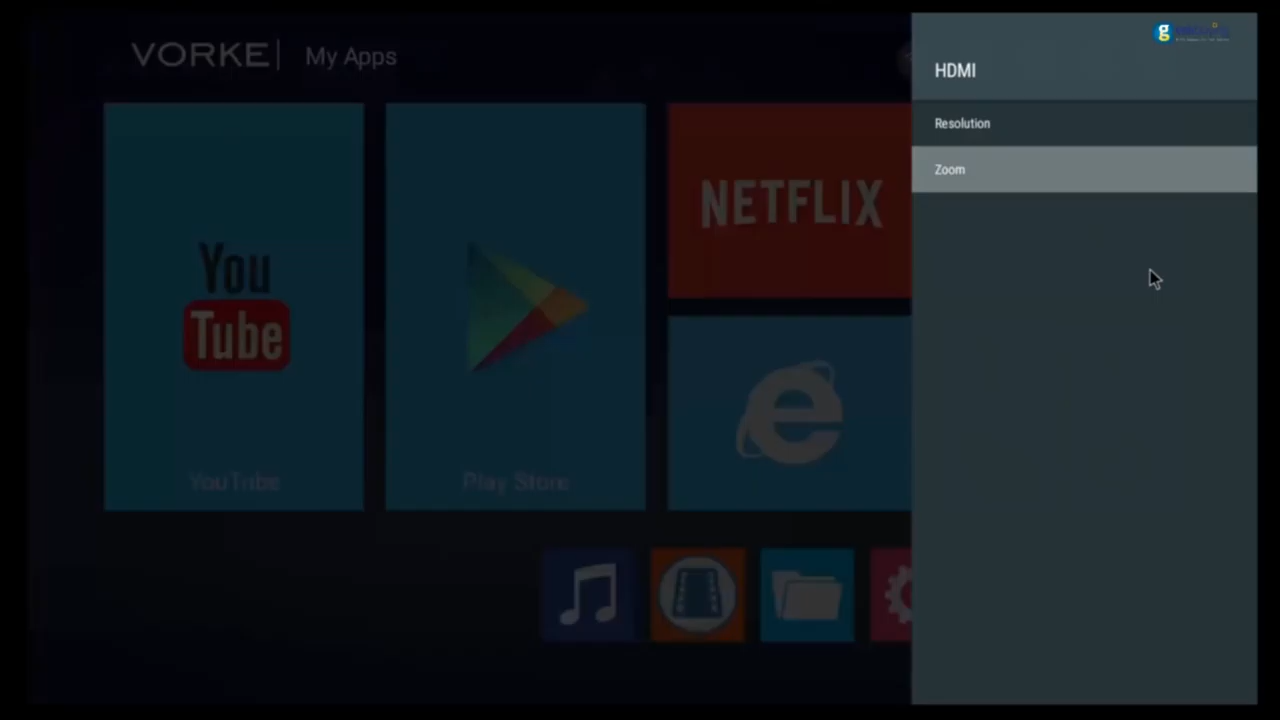 VORKE| My Apps
HDMI
Resolution
Zoom
NETFLIX
You
Tube
YouTube
Play Store